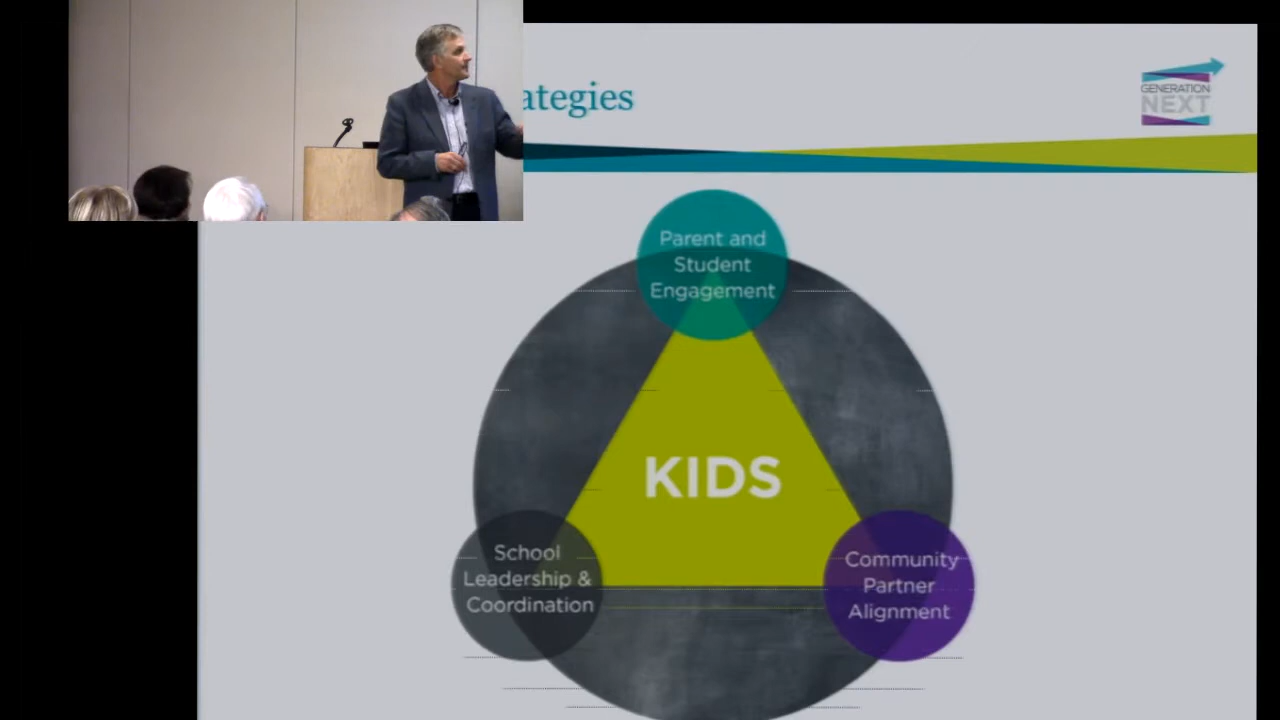 ategies
GENERATION
NEXT
Parent and
Student
Engagement
KIDS
School
Leadership &
Coordination
Community
Partner
Alignment